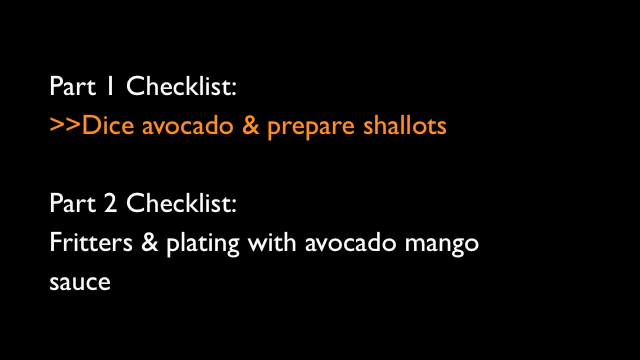 Part 1 Checklist:
>>Dice avocado & prepare shallots
Part 2 Checklist:
Fritters & plating with avocado mango
sauce